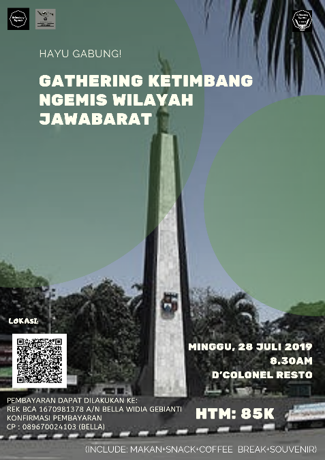 HAYU GABUNG!
GATHERING KETIMBANG
NGEMIS WILAYAH
JAWABARAT
LOKASI
MINGGU, 28 JULI 2019
8.30AM
D'COLONEL RESTO
PEMBAYARAN DAPAT DILAKUKAN KE:
REK BCA 1670981378 A/N BELLA WIDIA GEBIANTI
KONFIRMASI PEMBAYARAN
CP : 089670024103 (BELLA)
HTM: 85K
(INCLUDE: MAKAN+SNACK+COFFEE BREAK+SOUVENIR)